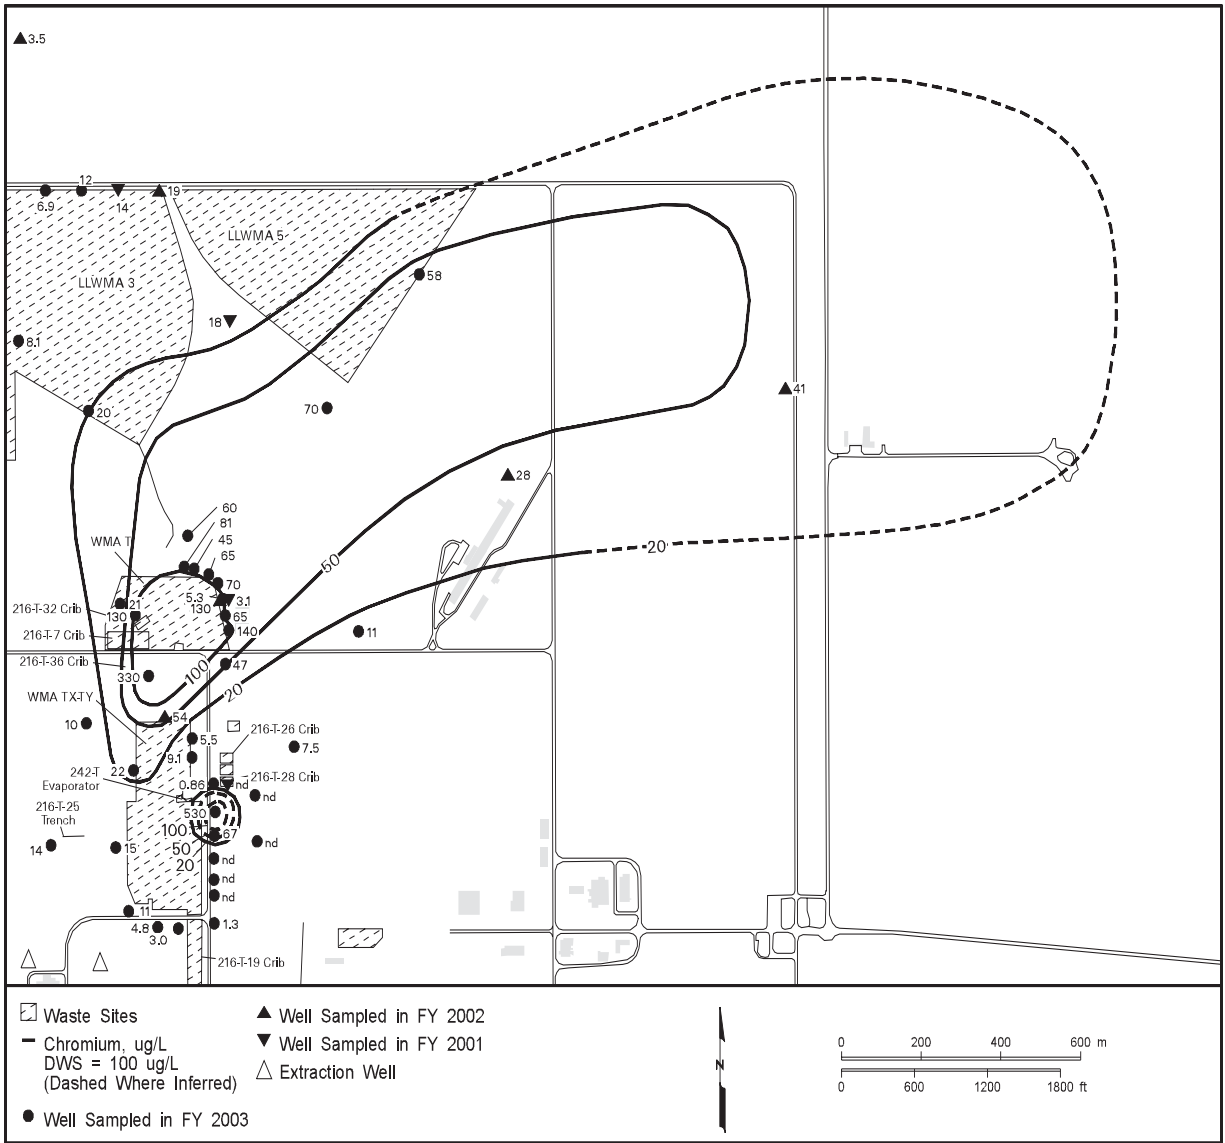 3.5
12
19
6.9
14
LLWMA 5
LLWMA 3
58
18
8.1
41
70
20
28
60
81
45
WMA T
20
65
50
70
5.3
3.1
21
130
216-T-32 Crib
130
65
216-T-7 Crib
140
11
216-T-36 Crib
47
100
330
20
WMA TX-TY
54
10
216-T-26 Crib
5.5
7.5
9.1
22
242-T
Evaporator
216-T-28 Crib
0.86
nd
nd
216-T-25
Trench
530
100
67
50
nd
14
15
20
nd
nd
nd
11
4.8
1.3
3.0
216-T-19 Crib
Waste Sites
Chromium, ug/L
DWS = 100 ug/L
(Dashed Where Inferred)
Well Sampled in FY 2003
Well Sampled in FY 2002
Well Sampled in FY 2001
Extraction Well
N
0 200 400 600 m
0 600 1200 1800 ft